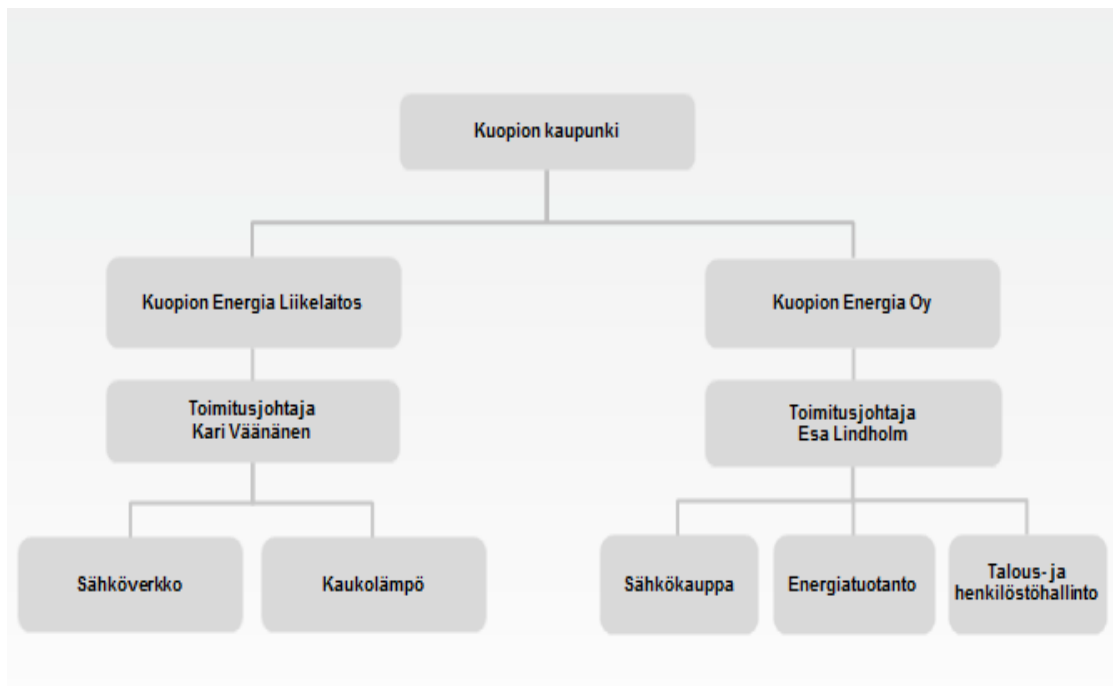 Kuopion kaupunki
Kuopion Energia Liikelaitos
Kuopion Energia Oy
Toimitusjohtaja
Kari Väänänen
Toimitusjohtaja
Esa Lindholm
Sähköverkko
Kaukolämpö
Sähkökauppa
Energiatuotanto
Talous- ja
henkilöstöhallinto